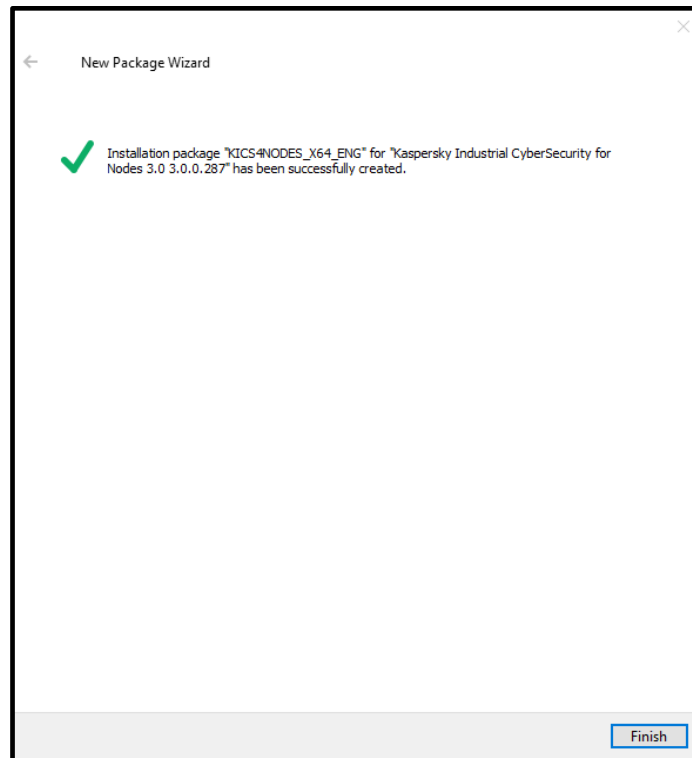 New Package Wizard
Installation package "KICS4NODES_X64_ENG" for "Kaspersky Industrial CyberSecurity for
Nodes 3.0 3.0.0.287" has been successfully created.
Finish